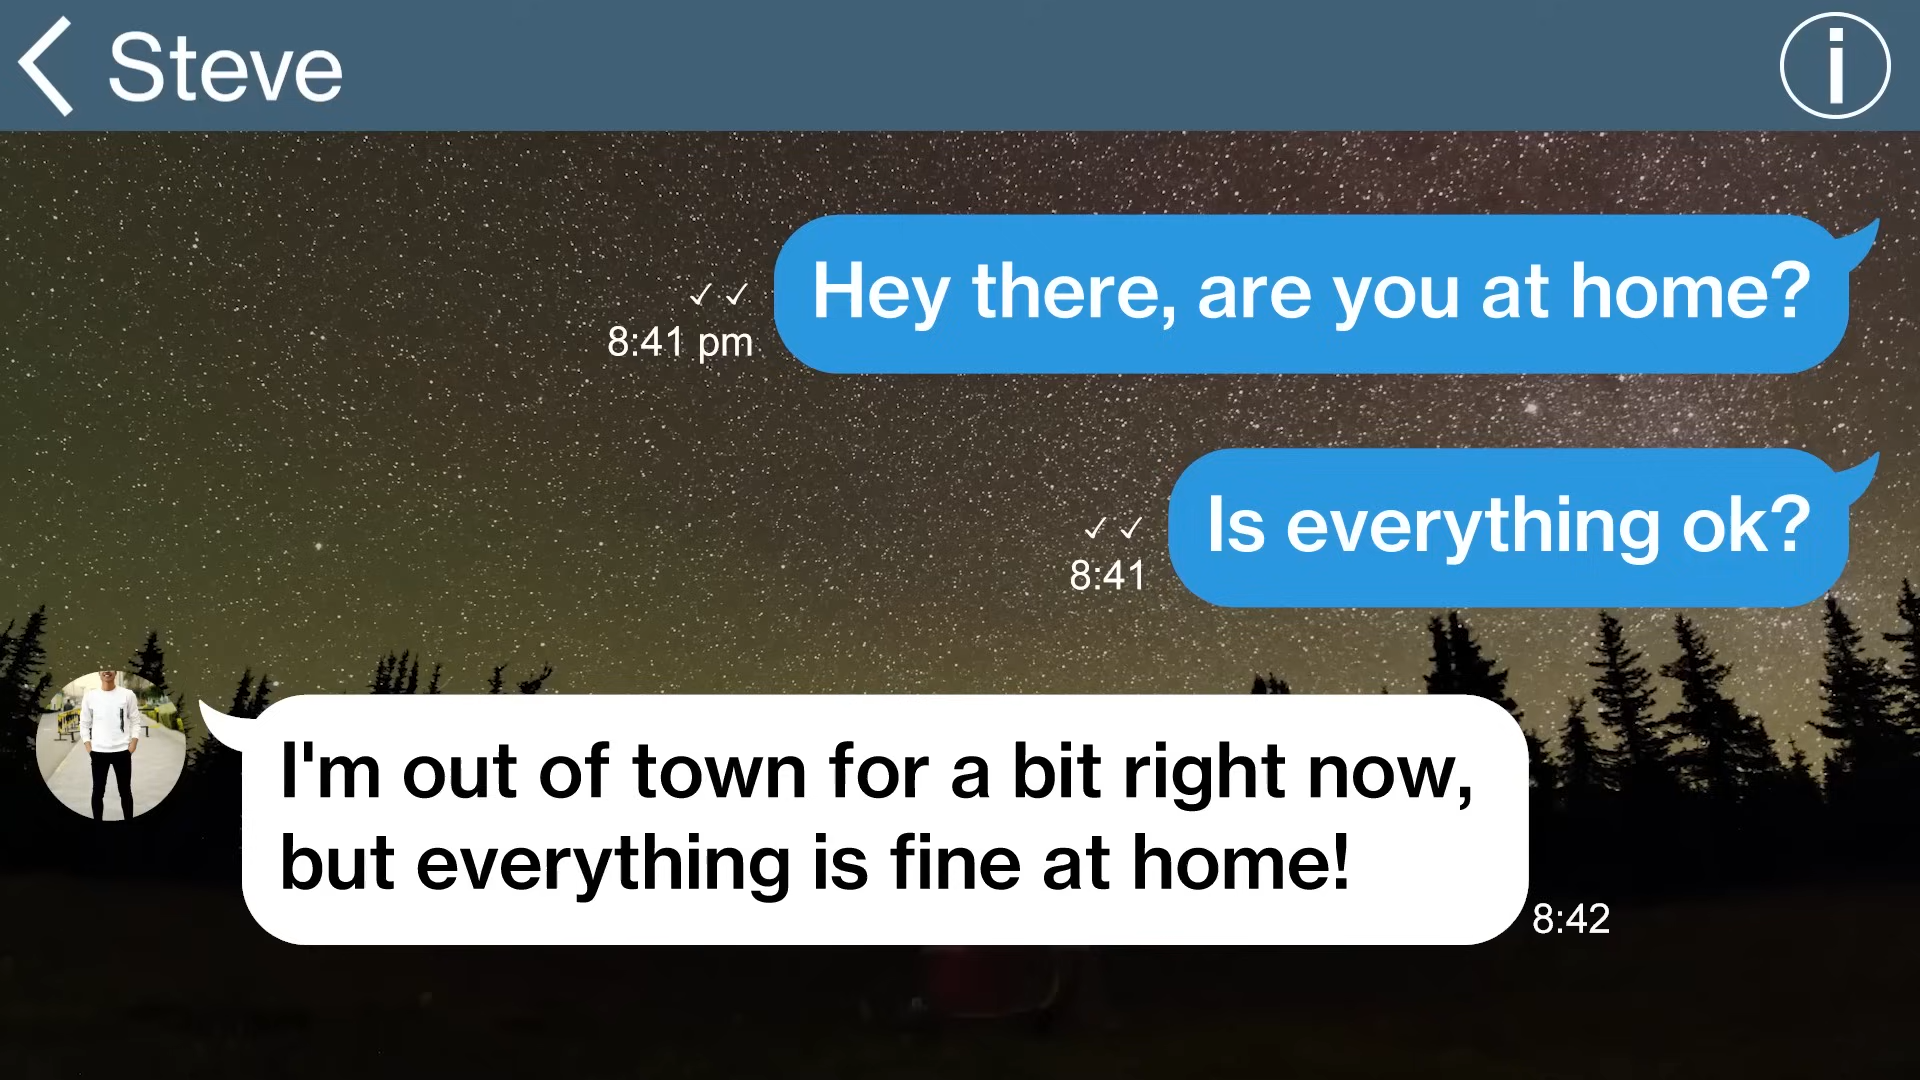 Steve
i
Hey there, are you at home?
✓✓
8:41 pm
Is everything ok?
✓✓
8:41
I'm out of town for a bit right now,
but everything is fine at home!
8:42